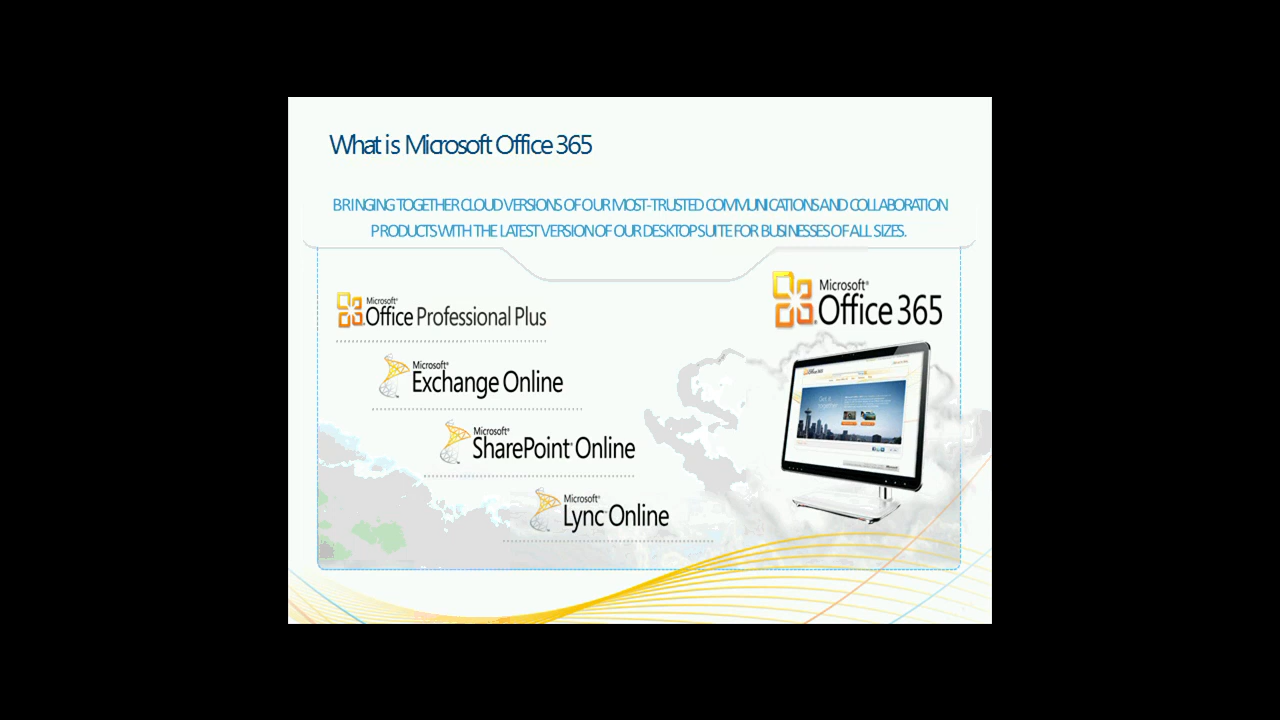 What is Microsoft Office 365
BRINGING TOGETHER CLOUD VERSIONS OF OUR MOST-TRUSTED COMMUNICATIONS AND COLLABORATION
PRODUCTS WITH THE LATEST VERSION OF OUR DESKTOP SUITE FOR BUSINESSES OF ALL SIZES.
Microsoft®
Office 365
Microsoft®
Office Professional Plus
Microsoft®
Exchange Online
Microsoft®
SharePoint® Online
Microsoft®
Lync® Online